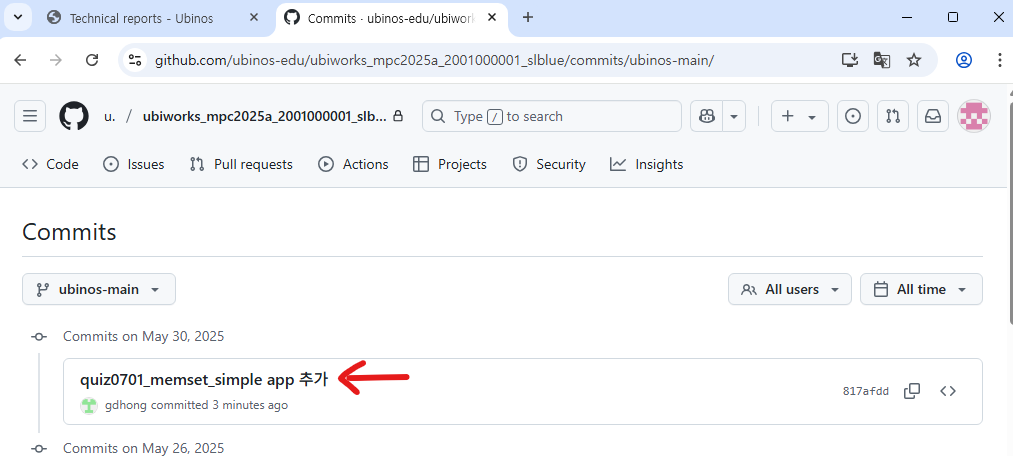 Technical reports - Ubinos
Commits · ubinos-edu/ubiwork
github.com/ubinos-edu/ubiworks_mpc2025a_2001000001_slblue/commits/ubinos-main/
u. / ubiworks_mpc2025a_2001000001_slb...
Type / to search
Code
Issues
Pull requests
Actions
Projects
Security
Insights
Commits
ubinos-main
All users
All time
Commits on May 30, 2025
quiz0701_memset_simple app 추가
gdhong committed 3 minutes ago
817afdd
Commits on May 26, 2025